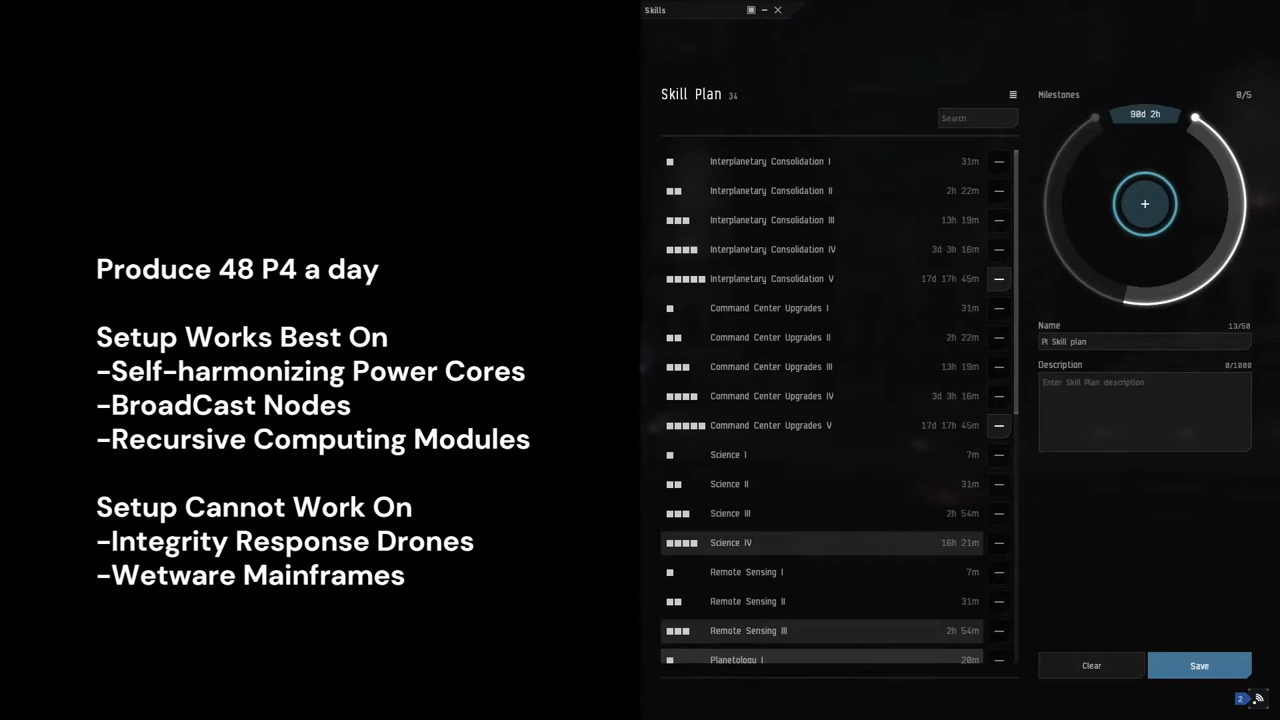 Skills
Produce 48 P4 a day
Setup Works Best On
-Self-harmonizing Power Cores
-BroadCast Nodes
-Recursive Computing Modules
Setup Cannot Work On
-Integrity Response Drones
-Wetware Mainframes
Skill Plan 34
Search
Interplanetary Consolidation I 31m
Interplanetary Consolidation II 2h 22m
Interplanetary Consolidation III 13h 19m
Interplanetary Consolidation IV 3d 3h 16m
Interplanetary Consolidation V 17d 17h 45m
Command Center Upgrades I 31m
Command Center Upgrades II 2h 22m
Command Center Upgrades III 13h 19m
Command Center Upgrades IV 3d 3h 16m
Command Center Upgrades V 17d 17h 45m
Science I 7m
Science II 31m
Science III 2h 54m
Science IV 16h 21m
Remote Sensing I 7m
Remote Sensing II 31m
Remote Sensing III 2h 54m
Planetology I 20m
Milestones 0/5
90d 2h
Name 13/50
PI Skill plan
Description 0/1000
Enter Skill Plan description
Clear
Save
2